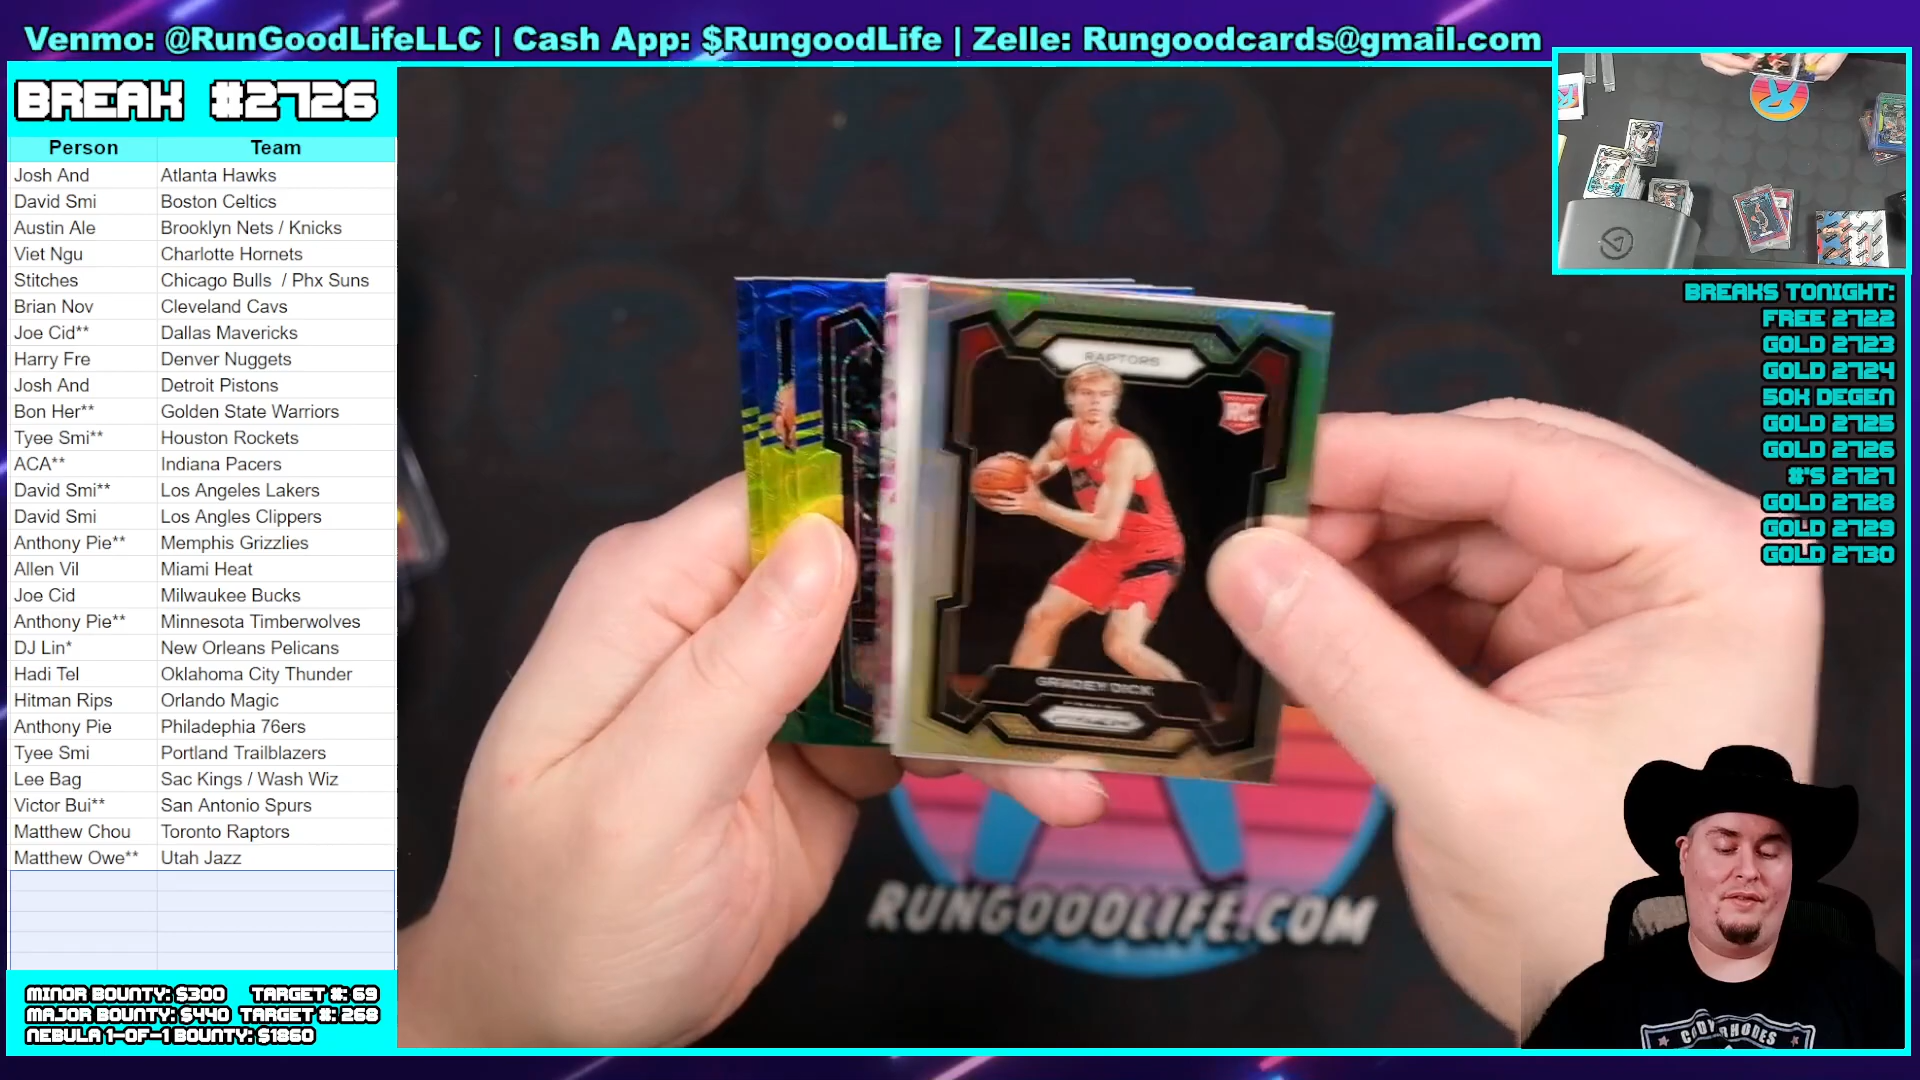 Venmo: @RunGoodLifeLLC | Cash App: $RungoodLife | Zelle: Rungoodcards@gmail.com
BREAK #2726
Person Team
Josh And Atlanta Hawks
David Smi Boston Celtics
Austin Ale Brooklyn Nets / Knicks
Viet Ngu Charlotte Hornets
Stitches Chicago Bulls / Phx Suns
Brian Nov Cleveland Cavs
Joe Cid** Dallas Mavericks
Harry Fre Denver Nuggets
Josh And Detroit Pistons
Bon Her** Golden State Warriors
Tyee Smi** Houston Rockets
ACA** Indiana Pacers
David Smi** Los Angeles Lakers
David Smi Los Angles Clippers
Anthony Pie** Memphis Grizzlies
Allen Vil Miami Heat
Joe Cid Milwaukee Bucks
Anthony Pie** Minnesota Timberwolves
DJ Lin* New Orleans Pelicans
Hadi Tel Oklahoma City Thunder
Hitman Rips Orlando Magic
Anthony Pie Philadephia 76ers
Tyee Smi Portland Trailblazers
Lee Bag Sac Kings / Wash Wiz
Victor Bui** San Antonio Spurs
Matthew Chou Toronto Raptors
Matthew Owe** Utah Jazz
MINOR BOUNTY: $300 TARGET #: 69
MAJOR BOUNTY: $440 TARGET #: 268
NEBULA 1-OF-1 BOUNTY: $1860
RAPTORS
RC
GRADEY DICK
RUNGOODLIFE.COM
BREAKS TONIGHT:
FREE 2722
GOLD 2723
GOLD 2724
50K DEGEN
GOLD 2725
GOLD 2726
#'S 2727
GOLD 2728
GOLD 2729
GOLD 2730
CODY RHODES